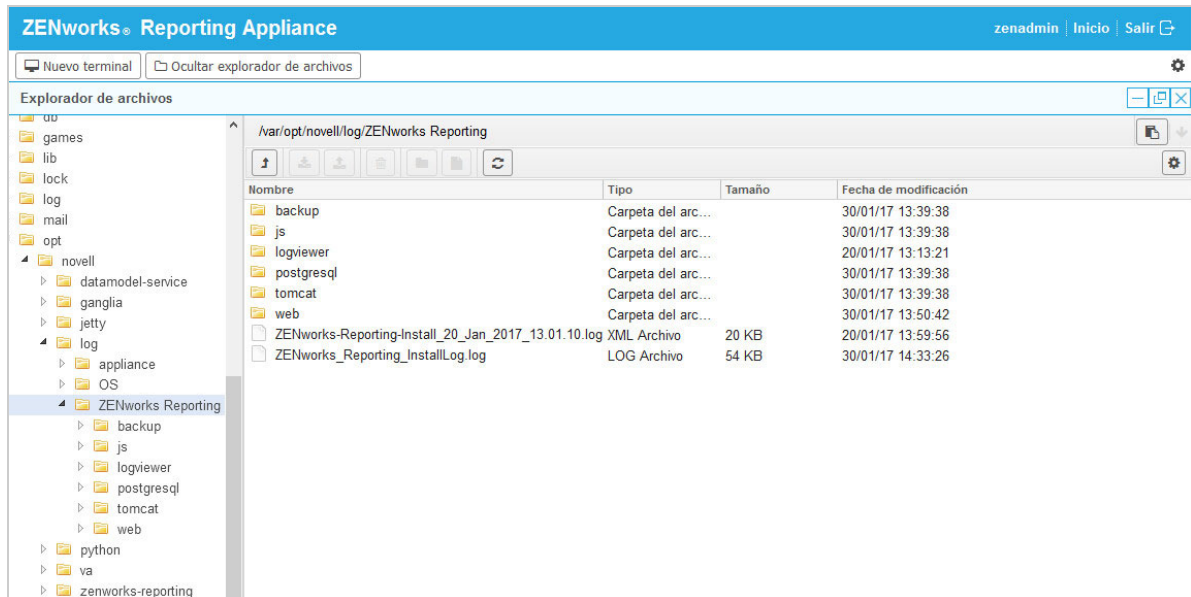 ZENworks® Reporting Appliance
zenadmin Inicio Salir
Nuevo terminal Ocultar explorador de archivos
Explorador de archivos
/var/opt/novell/log/ZENworks Reporting
Nombre Tipo Tamaño Fecha de modificación
backup Carpeta del arc... 30/01/17 13:39:38
js Carpeta del arc... 30/01/17 13:39:38
logviewer Carpeta del arc... 20/01/17 13:13:21
postgresql Carpeta del arc... 30/01/17 13:39:38
tomcat Carpeta del arc... 30/01/17 13:39:38
web Carpeta del arc... 30/01/17 13:50:42
ZENworks-Reporting-Install_20_Jan_2017_13.01.10.log XML Archivo 20 KB 20/01/17 13:59:56
ZENworks_Reporting_InstallLog.log LOG Archivo 54 KB 30/01/17 14:33:26
db
games
lib
lock
log
mail
opt
novell
datamodel-service
ganglia
jetty
log
appliance
OS
ZENworks Reporting
backup
js
logviewer
postgresql
tomcat
web
python
va
zenworks-reporting